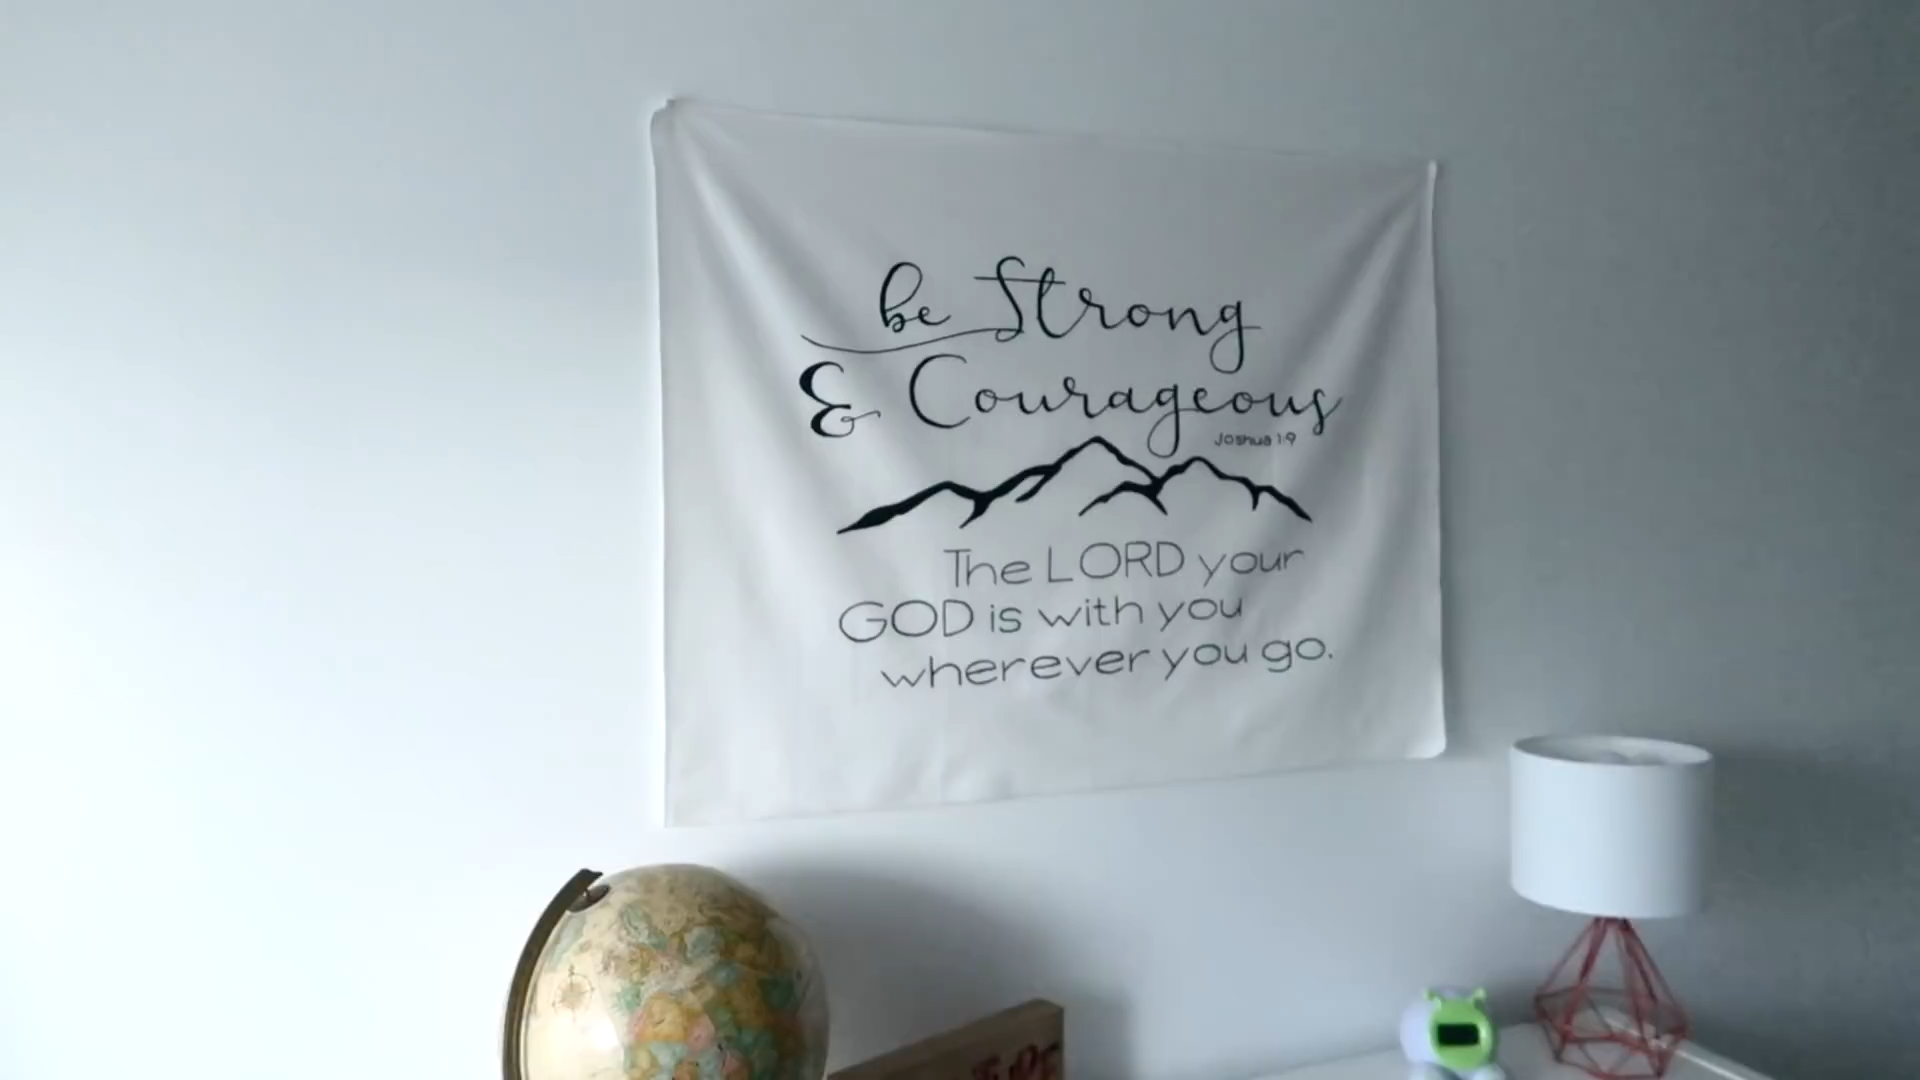 be Strong
& Courageous
Joshua 1:9
The LORD your
GOD is with you
wherever you go.